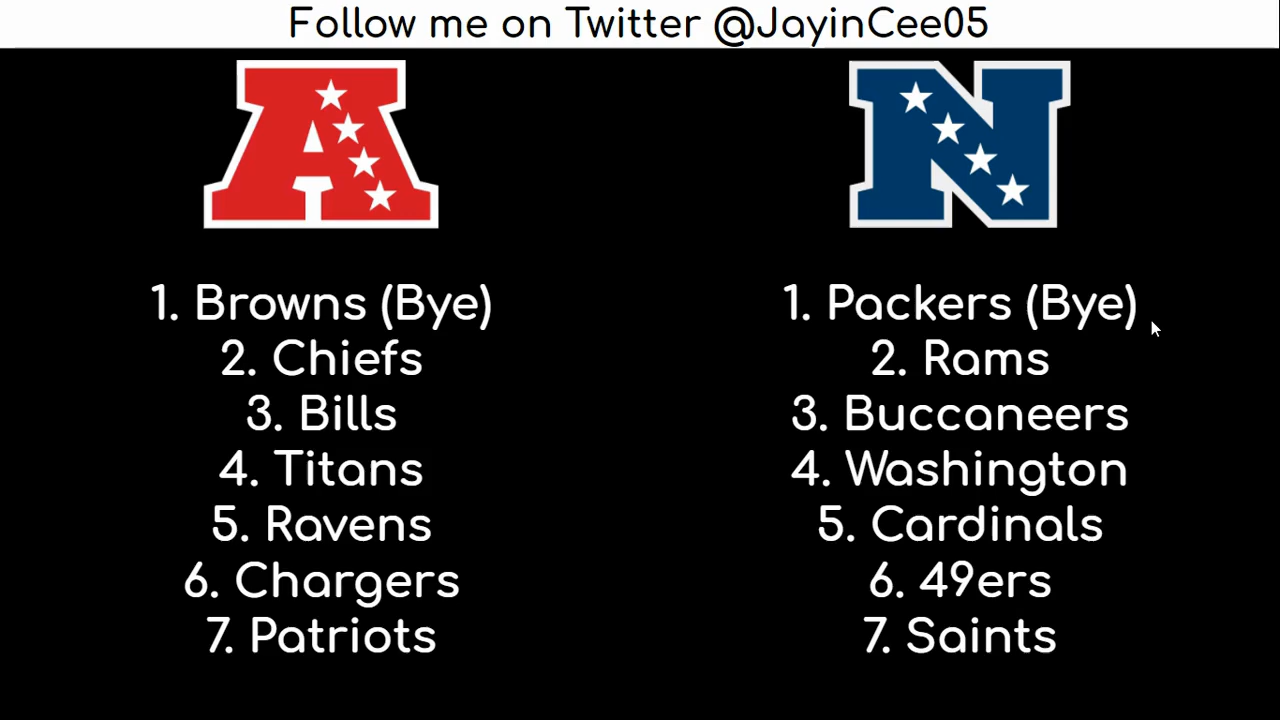 Follow me on Twitter @JayinCee05
A
N
1. Browns (Bye)
2. Chiefs
3. Bills
4. Titans
5. Ravens
6. Chargers
7. Patriots
1. Packers (Bye)
2. Rams
3. Buccaneers
4. Washington
5. Cardinals
6. 49ers
7. Saints